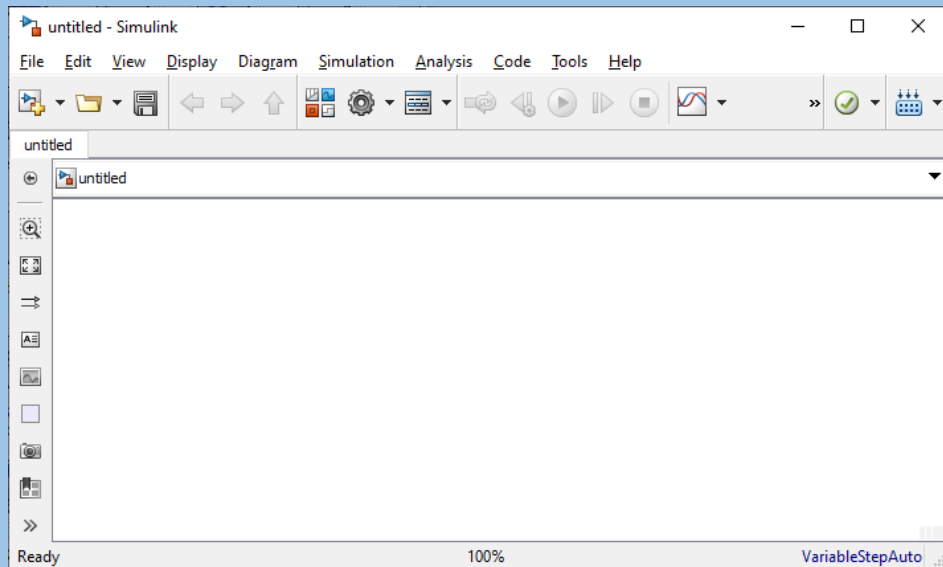 untitled - Simulink
File Edit View Display Diagram Simulation Analysis Code Tools Help
untitled
untitled
Ready 100% VariableStepAuto